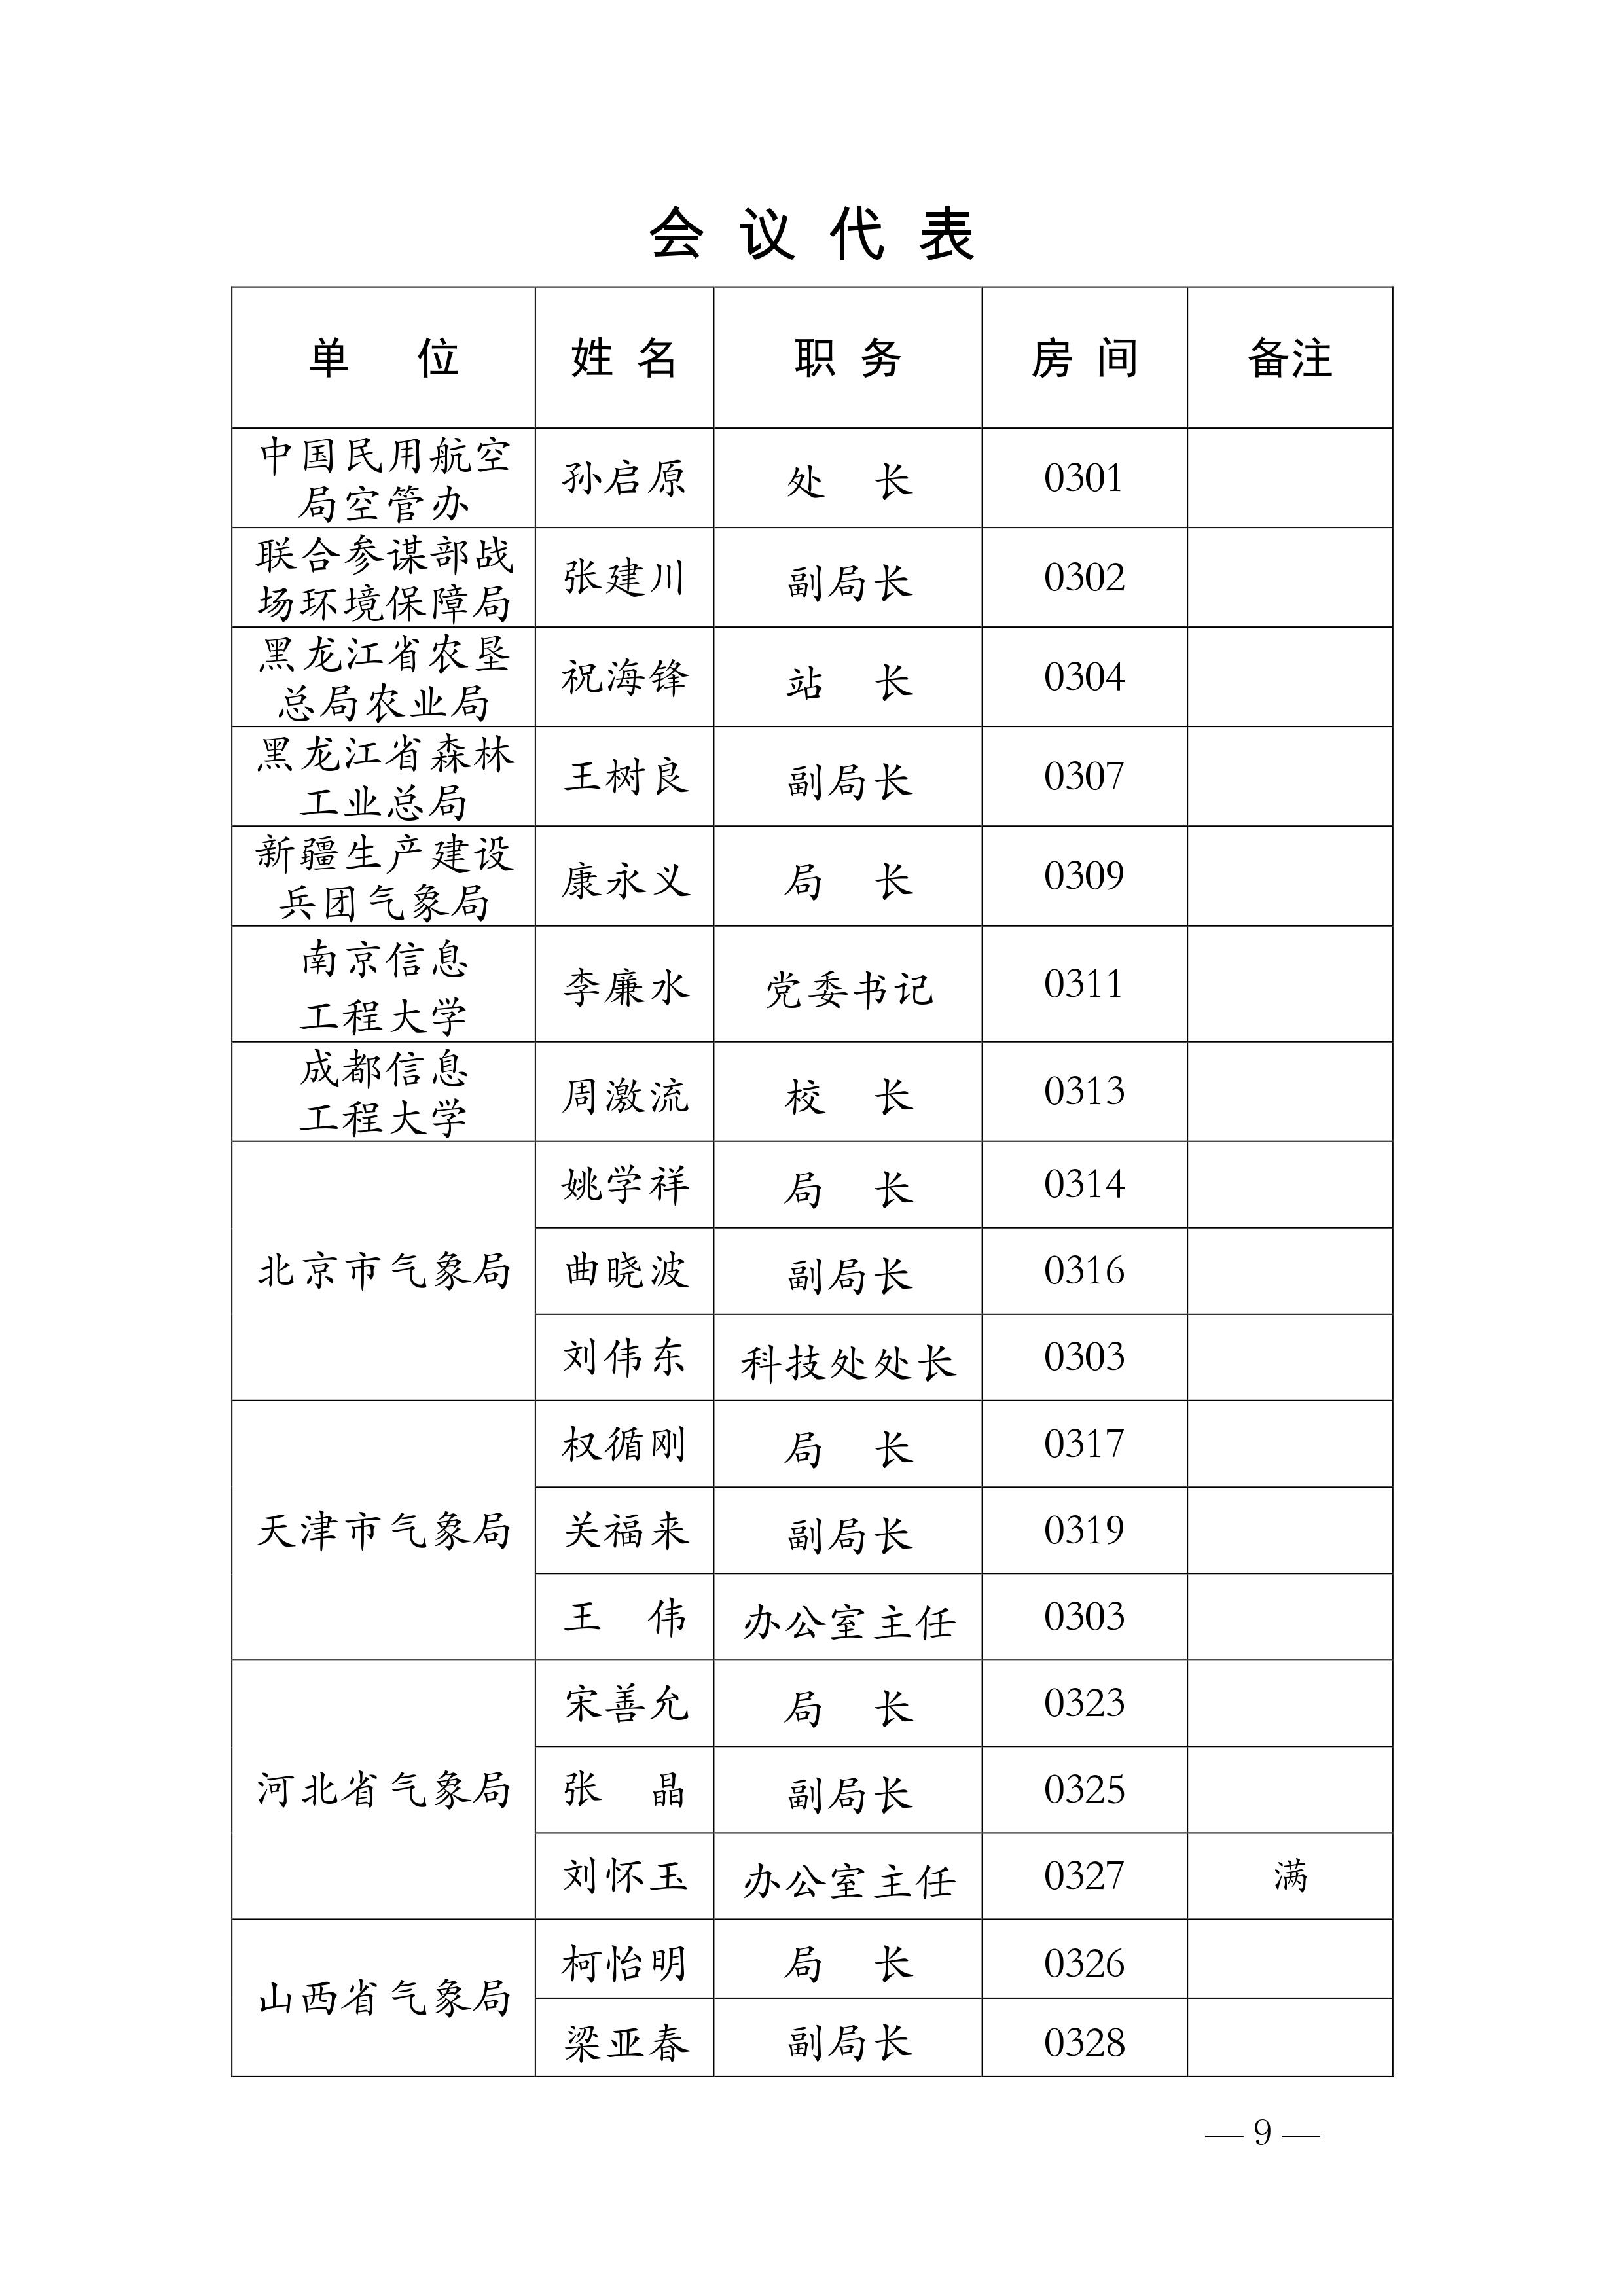 会 议 代 表
单 位 姓 名 职 务 房 间 备注
中国民用航空
局空管办 孙启原 处 长 0301
联合参谋部战
场环境保障局 张建川 副局长 0302
黑龙江省农垦
总局农业局 祝海锋 站 长 0304
黑龙江省森林
工业总局 王树良 副局长 0307
新疆生产建设
兵团气象局 康永义 局 长 0309
南京信息
工程大学 李廉水 党委书记 0311
成都信息
工程大学 周激流 校 长 0313
北京市气象局 姚学祥 局 长 0314
曲晓波 副局长 0316
刘伟东 科技处处长 0303
天津市气象局 权循刚 局 长 0317
关福来 副局长 0319
王 伟 办公室主任 0303
河北省气象局 宋善允 局 长 0323
张 晶 副局长 0325
刘怀玉 办公室主任 0327 满
山西省气象局 柯怡明 局 长 0326
梁亚春 副局长 0328
— 9 —